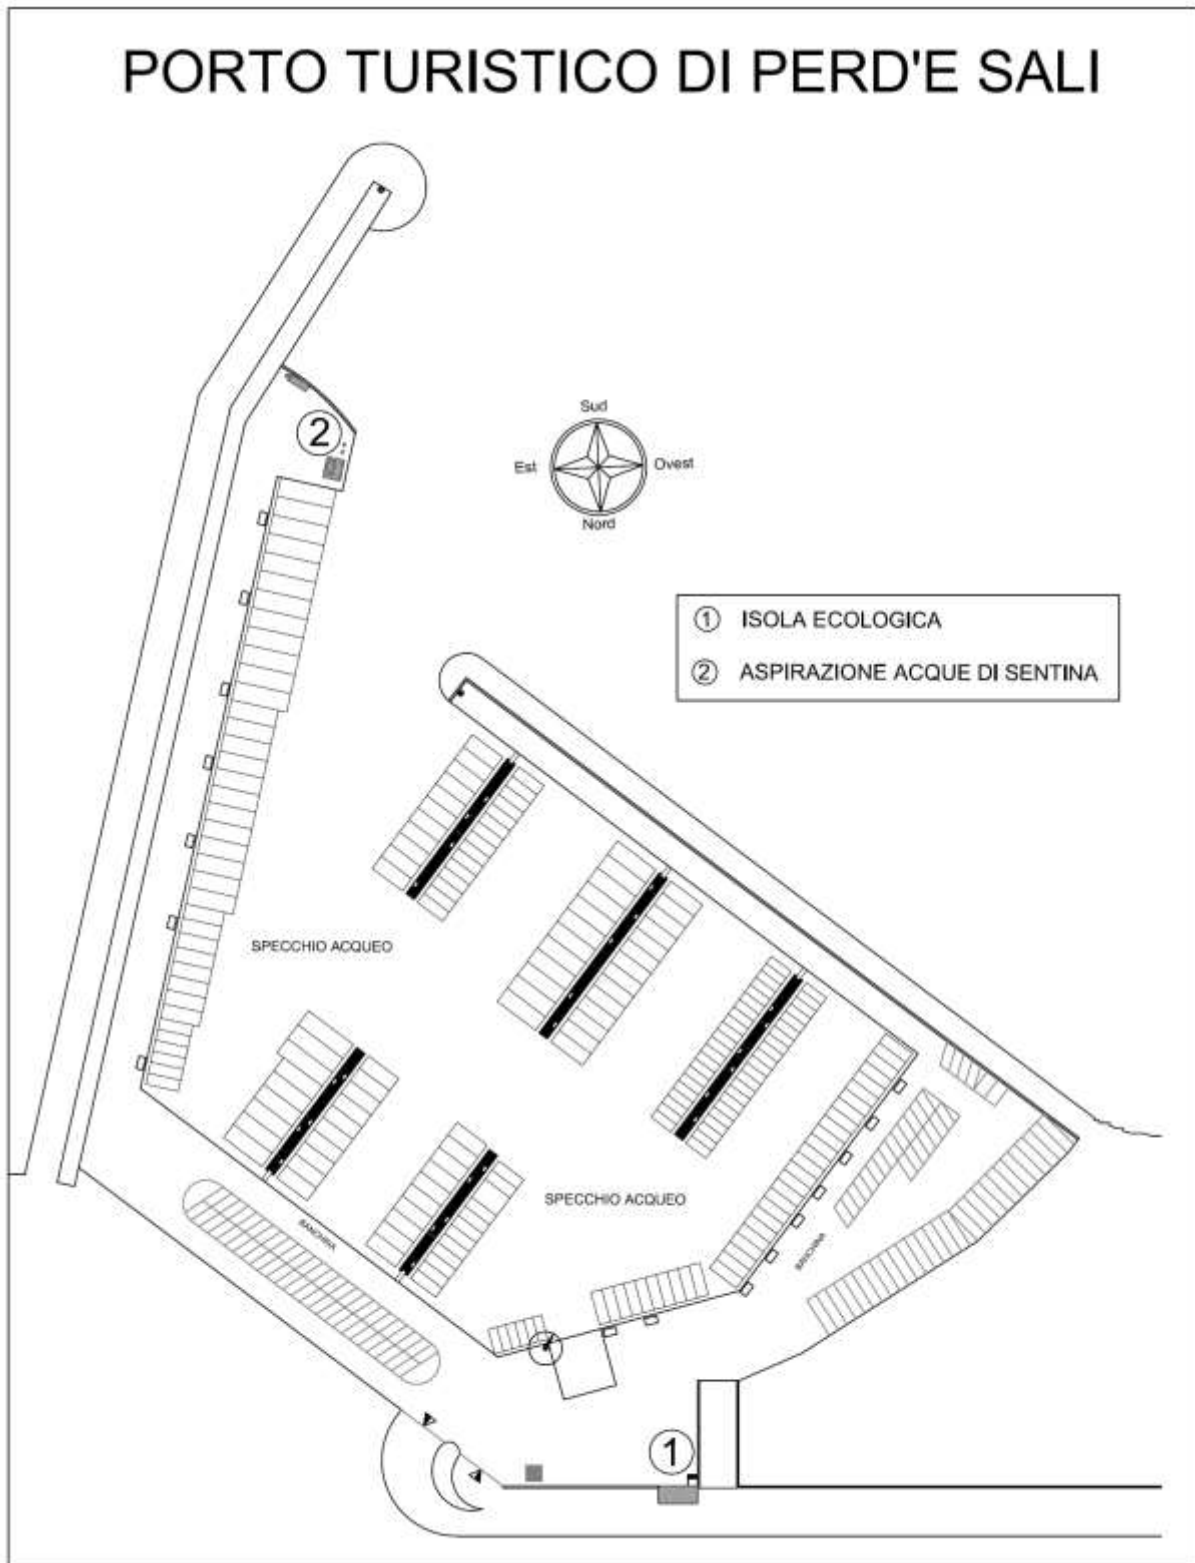 PORTO TURISTICO DI PERD'E SALI
2
Sud
Est
Ovest
Nord
1 ISOLA ECOLOGICA
2 ASPIRAZIONE ACQUE DI SENTINA
SPECCHIO ACQUEO
SPECCHIO ACQUEO
BANCHINA
BANCHINA
1